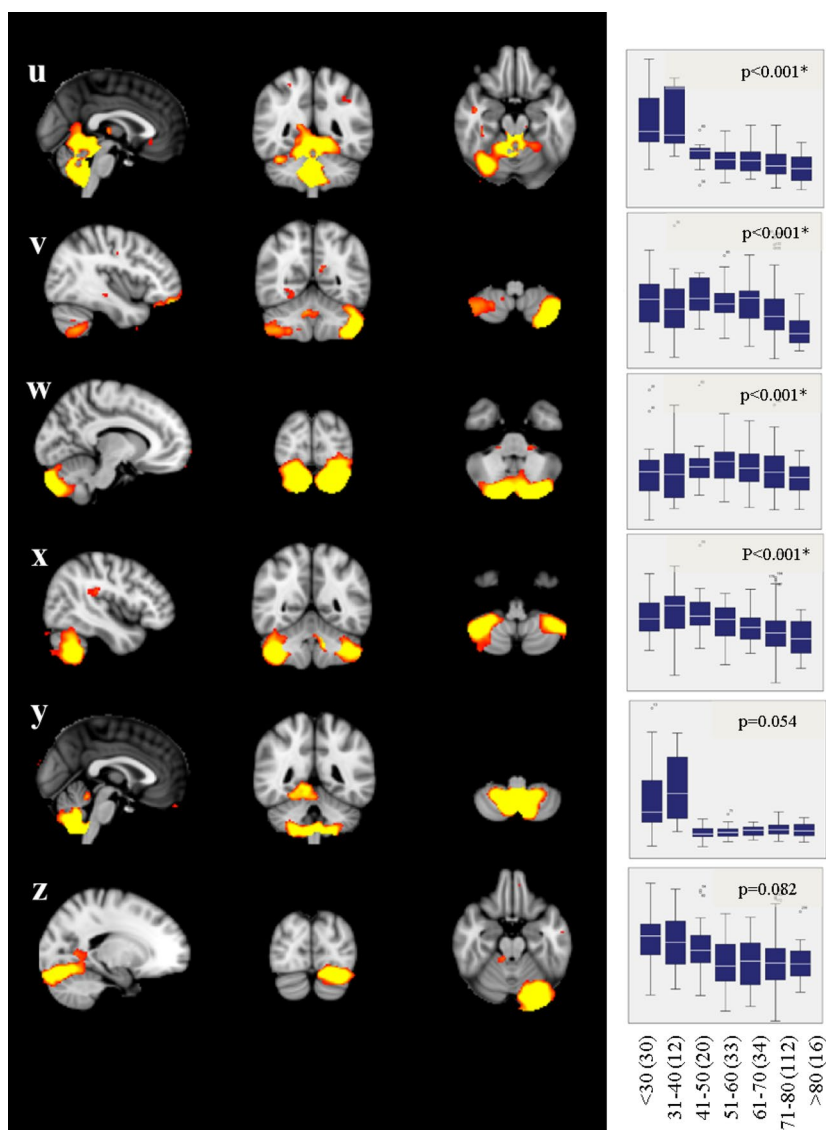 u
p<0.001*
v
p<0.001*
w
p<0.001*
x
P<0.001*
y
p=0.054
z
p=0.082
<30 (30)
31-40 (12)
41-50 (20)
51-60 (33)
61-70 (34)
71-80 (112)
>80 (16)